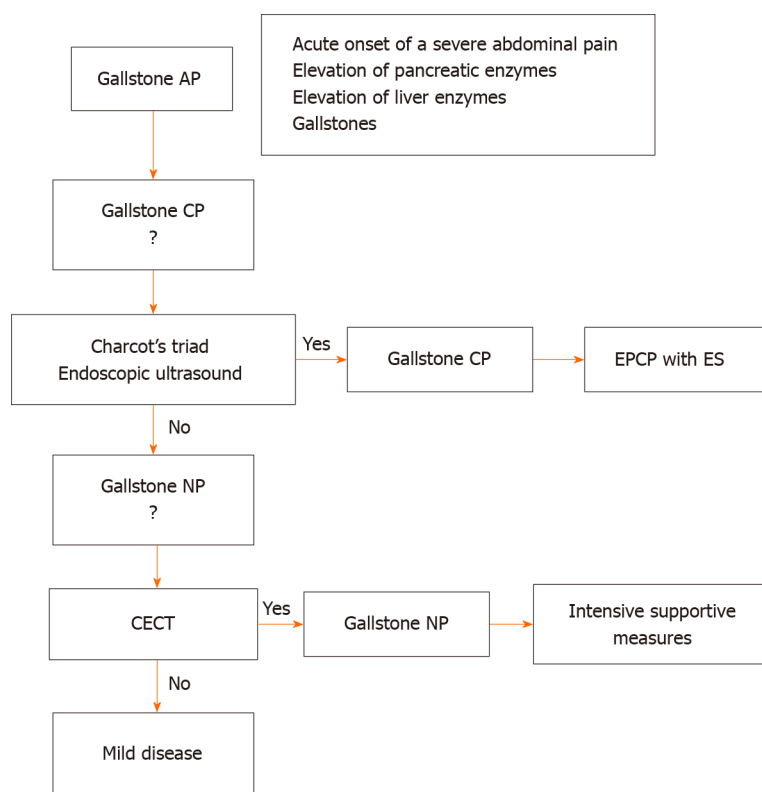 Gallstone AP
Acute onset of a severe abdominal pain
Elevation of pancreatic enzymes
Elevation of liver enzymes
Gallstones
Gallstone CP
?
Charcot's triad
Endoscopic ultrasound
Yes
Gallstone CP
EPCP with ES
No
Gallstone NP
?
CECT
Yes
Gallstone NP
Intensive supportive
measures
No
Mild disease